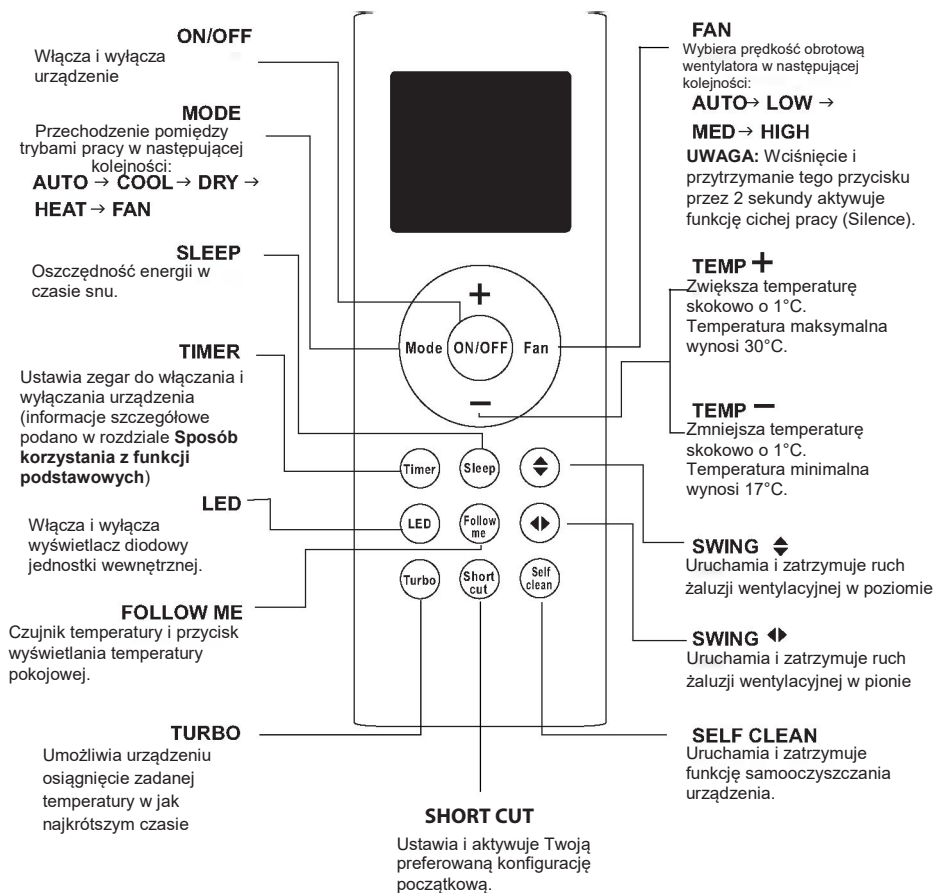 ON/OFF
Włącza i wyłącza
urządzenie
MODE
Przechodzenie pomiędzy
trybami pracy w następującej
kolejności:
AUTO → COOL → DRY →
HEAT → FAN
SLEEP
Oszczędność energii w
czasie snu.
TIMER
Ustawia zegar do włączania i
wyłączania urządzenia
(informacje szczegółowe
podano w rozdziale Sposób
korzystania z funkcji
podstawowych)
LED
Włącza i wyłącza
wyświetlacz diodowy
jednostki wewnętrznej.
FOLLOW ME
Czujnik temperatury i przycisk
wyświetlania temperatury
pokojowej.
TURBO
Umożliwia urządzeniu
osiągnięcie zadanej
temperatury w jak
najkrótszym czasie
+
Mode ON/OFF Fan
−
Timer Sleep
LED Follow
me
Turbo Short
cut Self
clean
SHORT CUT
Ustawia i aktywuje Twoją
preferowaną konfigurację
początkową.
FAN
Wybiera prędkość obrotową
wentylatora w następującej
kolejności:
AUTO → LOW →
MED → HIGH
UWAGA: Wciśnięcie i
przytrzymanie tego przycisku
przez 2 sekundy aktywuje
funkcję cichej pracy (Silence).
TEMP +
Zwiększa temperaturę
skokowo o 1°C.
Temperatura maksymalna
wynosi 30°C.
TEMP −
Zmniejsza temperaturę
skokowo o 1°C.
Temperatura minimalna
wynosi 17°C.
SWING
Uruchamia i zatrzymuje ruch
żaluzji wentylacyjnej w poziomie
SWING
Uruchamia i zatrzymuje ruch
żaluzji wentylacyjnej w pionie
SELF CLEAN
Uruchamia i zatrzymuje
funkcję samooczyszczania
urządzenia.